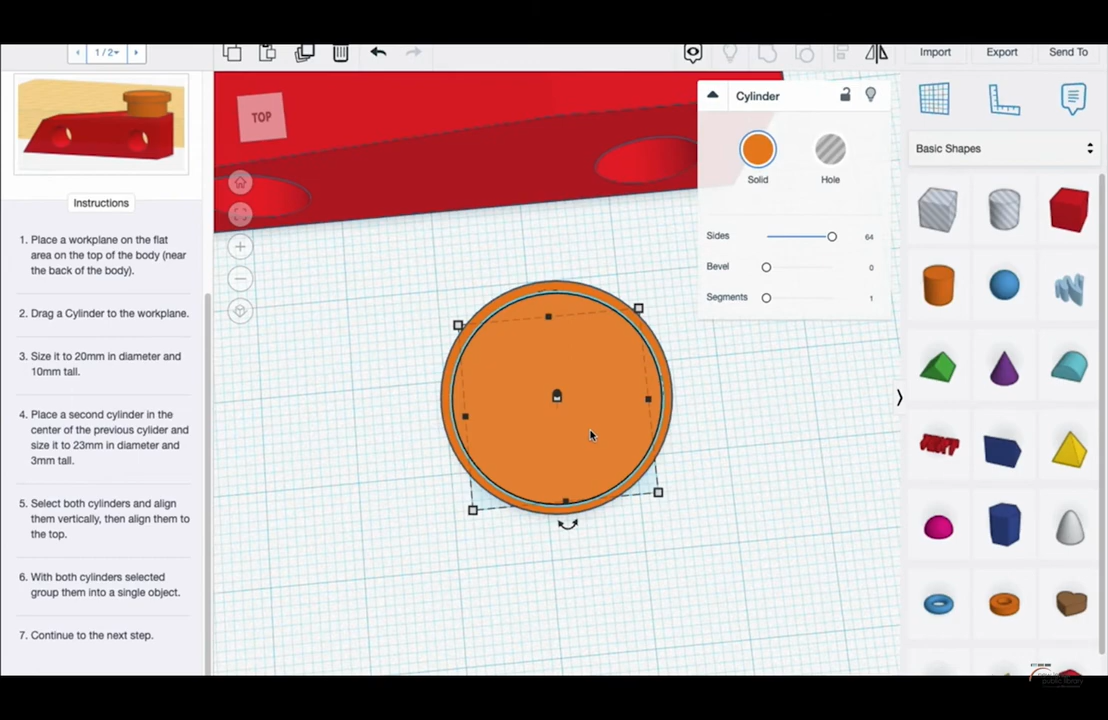 1/2
Import
Export
Send To
TOP
Cylinder
Solid
Hole
Sides
64
Bevel
0
Segments
1
Basic Shapes
Instructions
1. Place a workplane on the flat
area on the top of the body (near
the back of the body).
2. Drag a Cylinder to the workplane.
3. Size it to 20mm in diameter and
10mm tall.
4. Place a second cylinder in the
center of the previous cylider and
size it to 23mm in diameter and
3mm tall.
5. Select both cylinders and align
them vertically, then align them to
the top.
6. With both cylinders selected
group them into a single object.
7. Continue to the next step.
public library